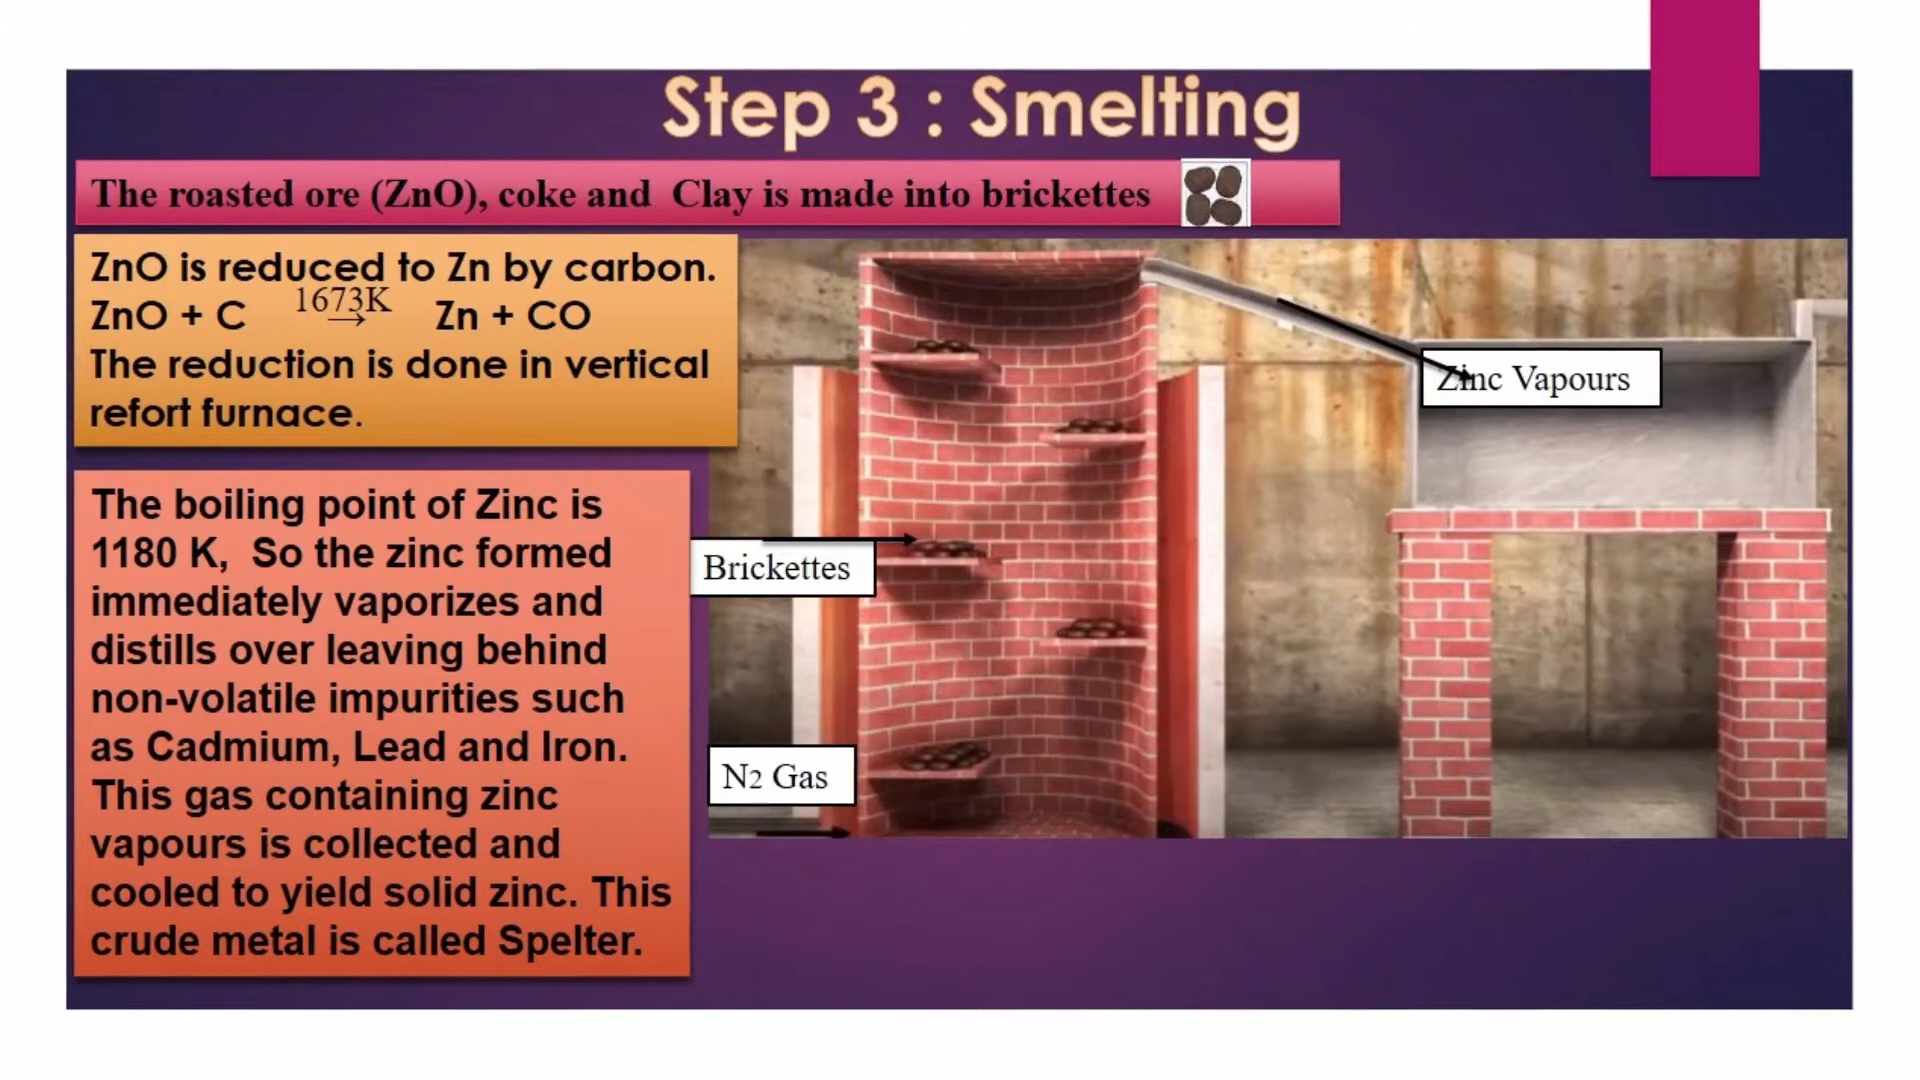 Step 3 : Smelting
The roasted ore (ZnO), coke and Clay is made into brickettes
ZnO is reduced to Zn by carbon.
1673K
ZnO + C → Zn + CO
The reduction is done in vertical
refort furnace.
The boiling point of Zinc is
1180 K, So the zinc formed
immediately vaporizes and
distills over leaving behind
non-volatile impurities such
as Cadmium, Lead and Iron.
This gas containing zinc
vapours is collected and
cooled to yield solid zinc. This
crude metal is called Spelter.
Zinc Vapours
Brickettes
N2 Gas